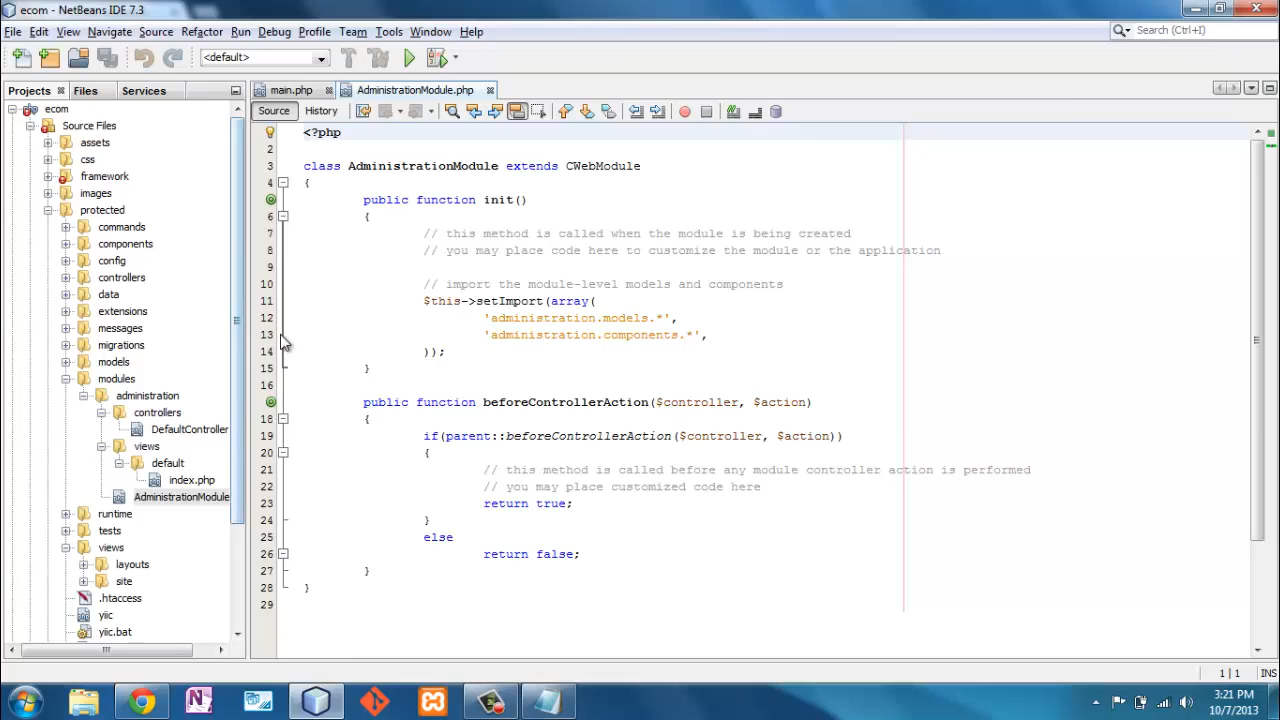 ecom - NetBeans IDE 7.3
File Edit View Navigate Source Refactor Run Debug Profile Team Tools Window Help
Search (Ctrl+I)
<default>
Projects Files Services
main.php AdministrationModule.php
Source History
ecom
Source Files
assets
css
framework
images
protected
commands
components
config
controllers
data
extensions
messages
migrations
models
modules
administration
controllers
DefaultController
views
default
index.php
AdministrationModule
runtime
tests
views
layouts
site
.htaccess
yiic
yiic.bat
<?php
2
3 class AdministrationModule extends CWebModule
4 {
public function init()
6 {
7 // this method is called when the module is being created
8 // you may place code here to customize the module or the application
9
10 // import the module-level models and components
11 $this->setImport(array(
12 'administration.models.*',
13 'administration.components.*',
14 ));
15 }
16
public function beforeControllerAction($controller, $action)
18 {
19 if(parent::beforeControllerAction($controller, $action))
20 {
21 // this method is called before any module controller action is performed
22 // you may place customized code here
23 return true;
24 }
25 else
26 return false;
27 }
28 }
29
1 | 1 INS
3:21 PM
10/7/2013